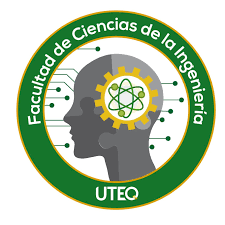 Facultad de Ciencias de la Ingeniería
UTEQ